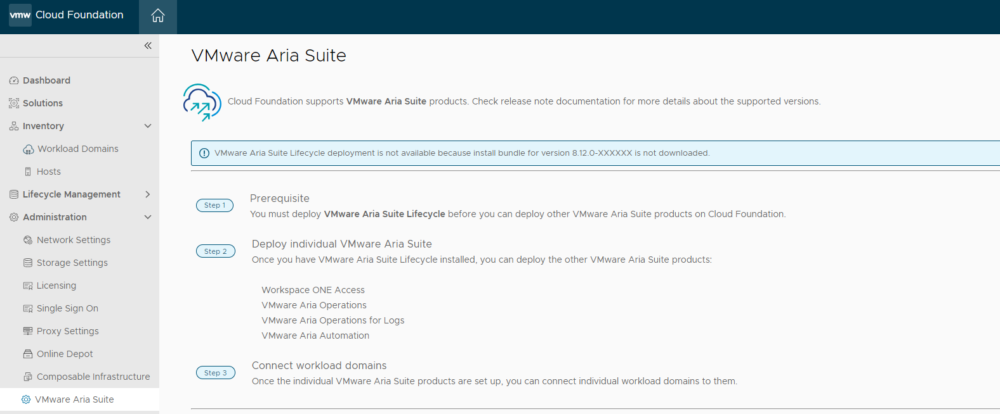 vmw Cloud Foundation
Dashboard
Solutions
Inventory
Workload Domains
Hosts
Lifecycle Management
Administration
Network Settings
Storage Settings
Licensing
Single Sign On
Proxy Settings
Online Depot
Composable Infrastructure
VMware Aria Suite
VMware Aria Suite
Cloud Foundation supports VMware Aria Suite products. Check release note documentation for more details about the supported versions.
VMware Aria Suite Lifecycle deployment is not available because install bundle for version 8.12.0-XXXXXX is not downloaded.
Step 1
Prerequisite
You must deploy VMware Aria Suite Lifecycle before you can deploy other VMware Aria Suite products on Cloud Foundation.
Step 2
Deploy individual VMware Aria Suite
Once you have VMware Aria Suite Lifecycle installed, you can deploy the other VMware Aria Suite products:
Workspace ONE Access
VMware Aria Operations
VMware Aria Operations for Logs
VMware Aria Automation
Step 3
Connect workload domains
Once the individual VMware Aria Suite products are set up, you can connect individual workload domains to them.